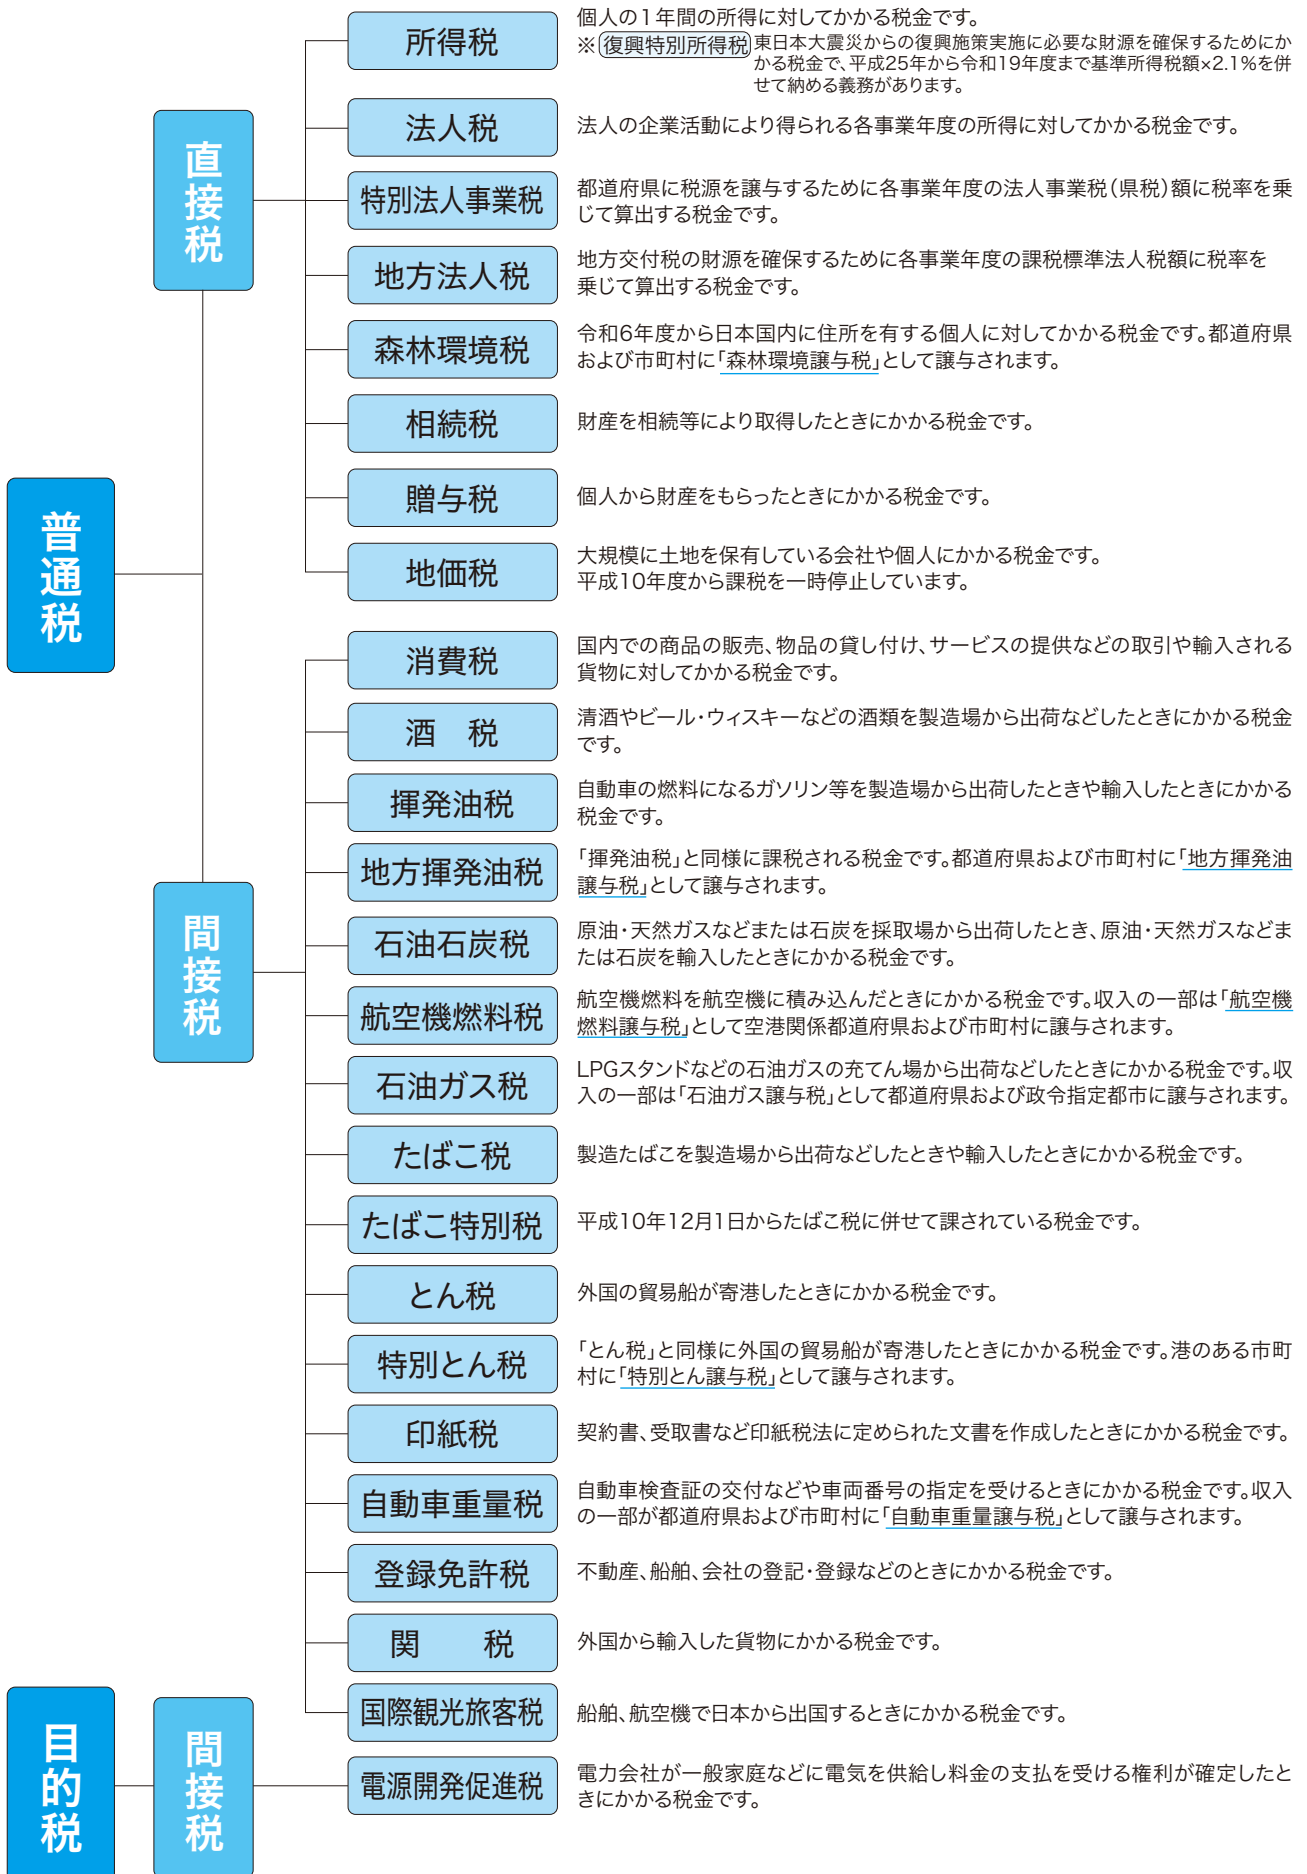 普通税
直接税
所得税
個人の1年間の所得に対してかかる税金です。
※復興特別所得税 東日本大震災からの復興施策実施に必要な財源を確保するためにか
かる税金で、平成25年から令和19年度まで基準所得税額×2.1%を併
せて納める義務があります。
法人税
法人の企業活動により得られる各事業年度の所得に対してかかる税金です。
特別法人事業税
都道府県に税源を譲与するために各事業年度の法人事業税(県税)額に税率を乗
じて算出する税金です。
地方法人税
地方交付税の財源を確保するために各事業年度の課税標準法人税額に税率を
乗じて算出する税金です。
森林環境税
令和6年度から日本国内に住所を有する個人に対してかかる税金です。都道府県
および市町村に「森林環境譲与税」として譲与されます。
相続税
財産を相続等により取得したときにかかる税金です。
贈与税
個人から財産をもらったときにかかる税金です。
地価税
大規模に土地を保有している会社や個人にかかる税金です。
平成10年度から課税を一時停止しています。
間接税
消費税
国内での商品の販売、物品の貸し付け、サービスの提供などの取引や輸入される
貨物に対してかかる税金です。
酒　税
清酒やビール・ウィスキーなどの酒類を製造場から出荷などしたときにかかる税金
です。
揮発油税
自動車の燃料になるガソリン等を製造場から出荷したときや輸入したときにかかる
税金です。
地方揮発油税
「揮発油税」と同様に課税される税金です。都道府県および市町村に「地方揮発油
譲与税」として譲与されます。
石油石炭税
原油・天然ガスなどまたは石炭を採取場から出荷したとき、原油・天然ガスなどま
たは石炭を輸入したときにかかる税金です。
航空機燃料税
航空機燃料を航空機に積み込んだときにかかる税金です。収入の一部は「航空機
燃料譲与税」として空港関係都道府県および市町村に譲与されます。
石油ガス税
LPGスタンドなどの石油ガスの充てん場から出荷などしたときにかかる税金です。収
入の一部は「石油ガス譲与税」として都道府県および政令指定都市に譲与されます。
たばこ税
製造たばこを製造場から出荷などしたときや輸入したときにかかる税金です。
たばこ特別税
平成10年12月1日からたばこ税に併せて課されている税金です。
とん税
外国の貿易船が寄港したときにかかる税金です。
特別とん税
「とん税」と同様に外国の貿易船が寄港したときにかかる税金です。港のある市町
村に「特別とん譲与税」として譲与されます。
印紙税
契約書、受取書など印紙税法に定められた文書を作成したときにかかる税金です。
自動車重量税
自動車検査証の交付などや車両番号の指定を受けるときにかかる税金です。収入
の一部が都道府県および市町村に「自動車重量譲与税」として譲与されます。
登録免許税
不動産、船舶、会社の登記・登録などのときにかかる税金です。
関　税
外国から輸入した貨物にかかる税金です。
国際観光旅客税
船舶、航空機で日本から出国するときにかかる税金です。
目的税
間接税
電源開発促進税
電力会社が一般家庭などに電気を供給し料金の支払を受ける権利が確定したと
きにかかる税金です。